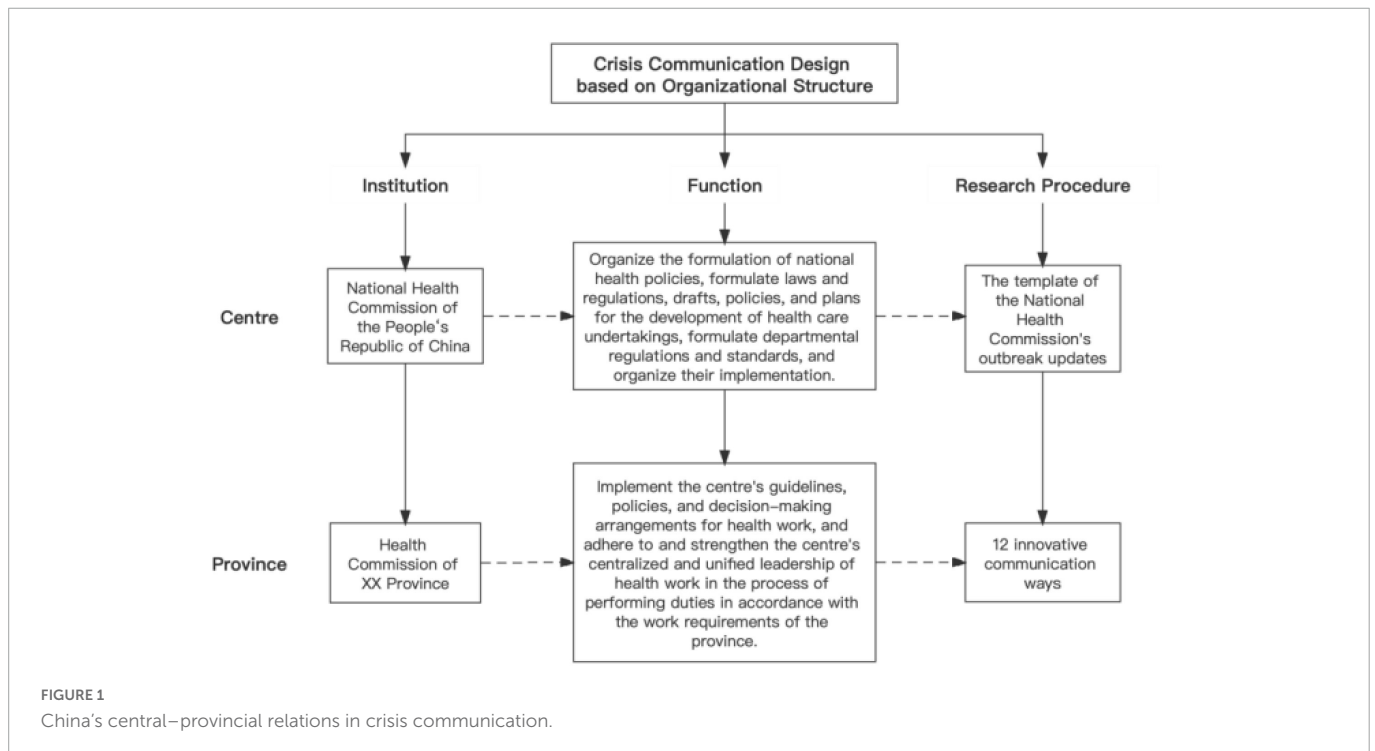 Crisis Communication Design
based on Organizational Structure
Institution
Function
Research Procedure
Centre
National Health
Commission of
the People's
Republic of China
Organize the formulation of national
health policies, formulate laws and
regulations, drafts, policies, and plans
for the development of health care
undertakings, formulate departmental
regulations and standards, and
organize their implementation.
The template of
the National
Health
Commission's
outbreak updates
Province
Health
Commission of
XX Province
Implement the centre's guidelines,
policies, and decision-making
arrangements for health work, and
adhere to and strengthen the centre's
centralized and unified leadership of
health work in the process of
performing duties in accordance with
the work requirements of the
province.
12 innovative
communication
ways
FIGURE 1
China's central–provincial relations in crisis communication.